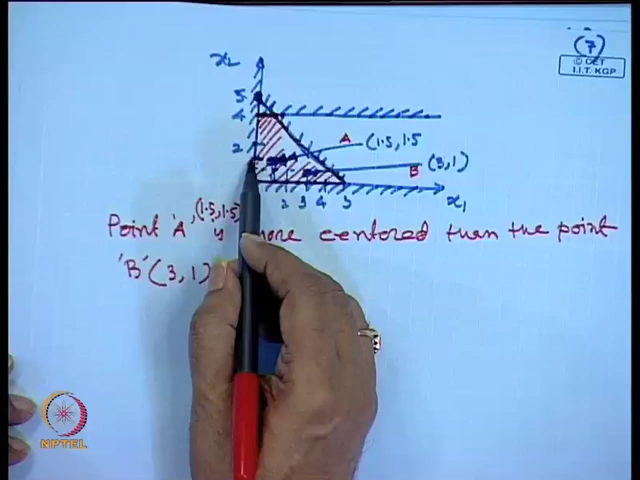 (7)
© CET
I.I.T. KGP
x₂
5
4
2
A (1.5, 1.5
B (3, 1)
2 3 4 5 x₁
Point 'A' (1.5, 1.5) is more centered than the point
'B' (3, 1)
NPTEL